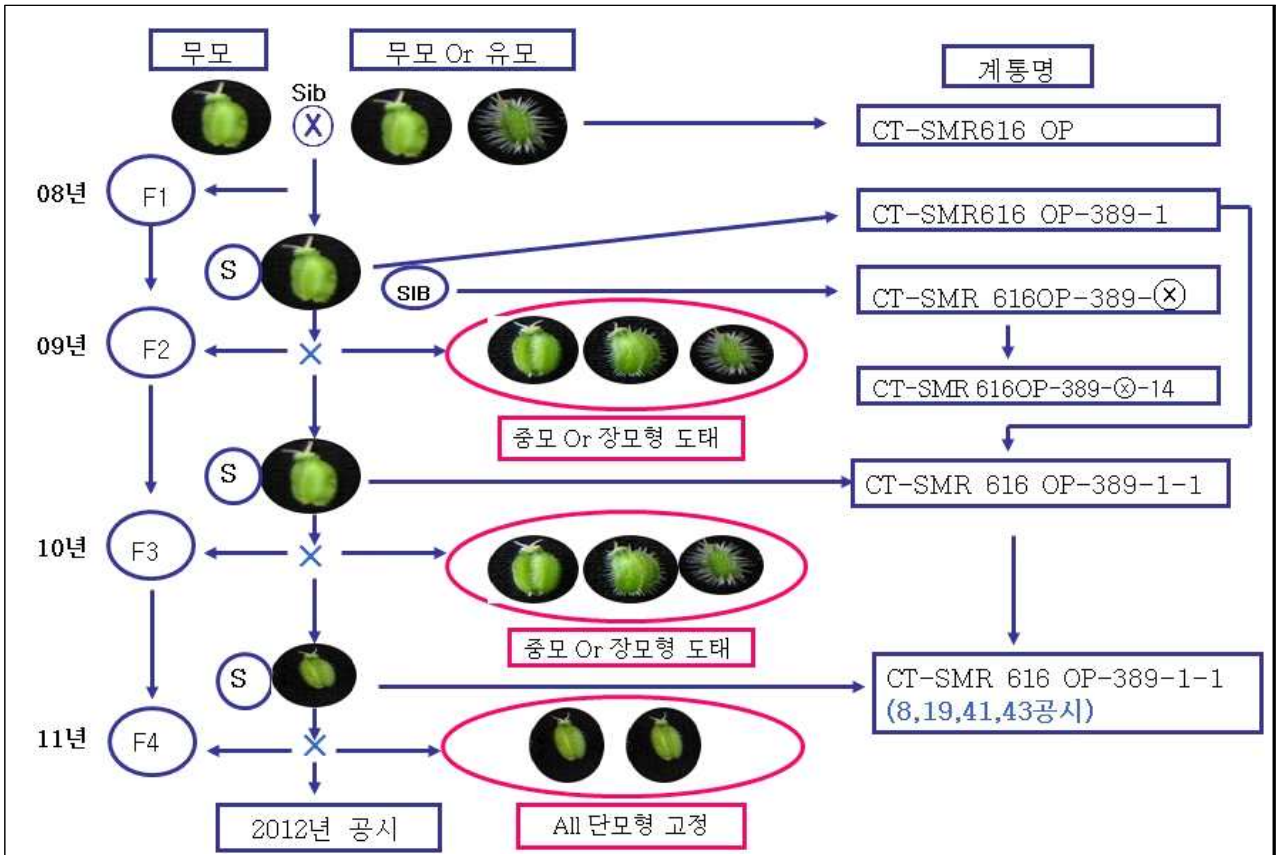 무모
무모 Or 유모
계통명
Sib
X
CT-SMR616 OP
08년
F1
CT-SMR616 OP-389-1
S
SIB
CT-SMR 616OP-389-ⓧ
09년
F2
×
CT-SMR 616OP-389-ⓧ-14
중모 Or 장모형 도태
S
CT-SMR 616 OP-389-1-1
10년
F3
×
중모 Or 장모형 도태
S
CT-SMR 616 OP-389-1-1
(8,19,41,43공시)
11년
F4
×
2012년 공시
All 단모형 고정